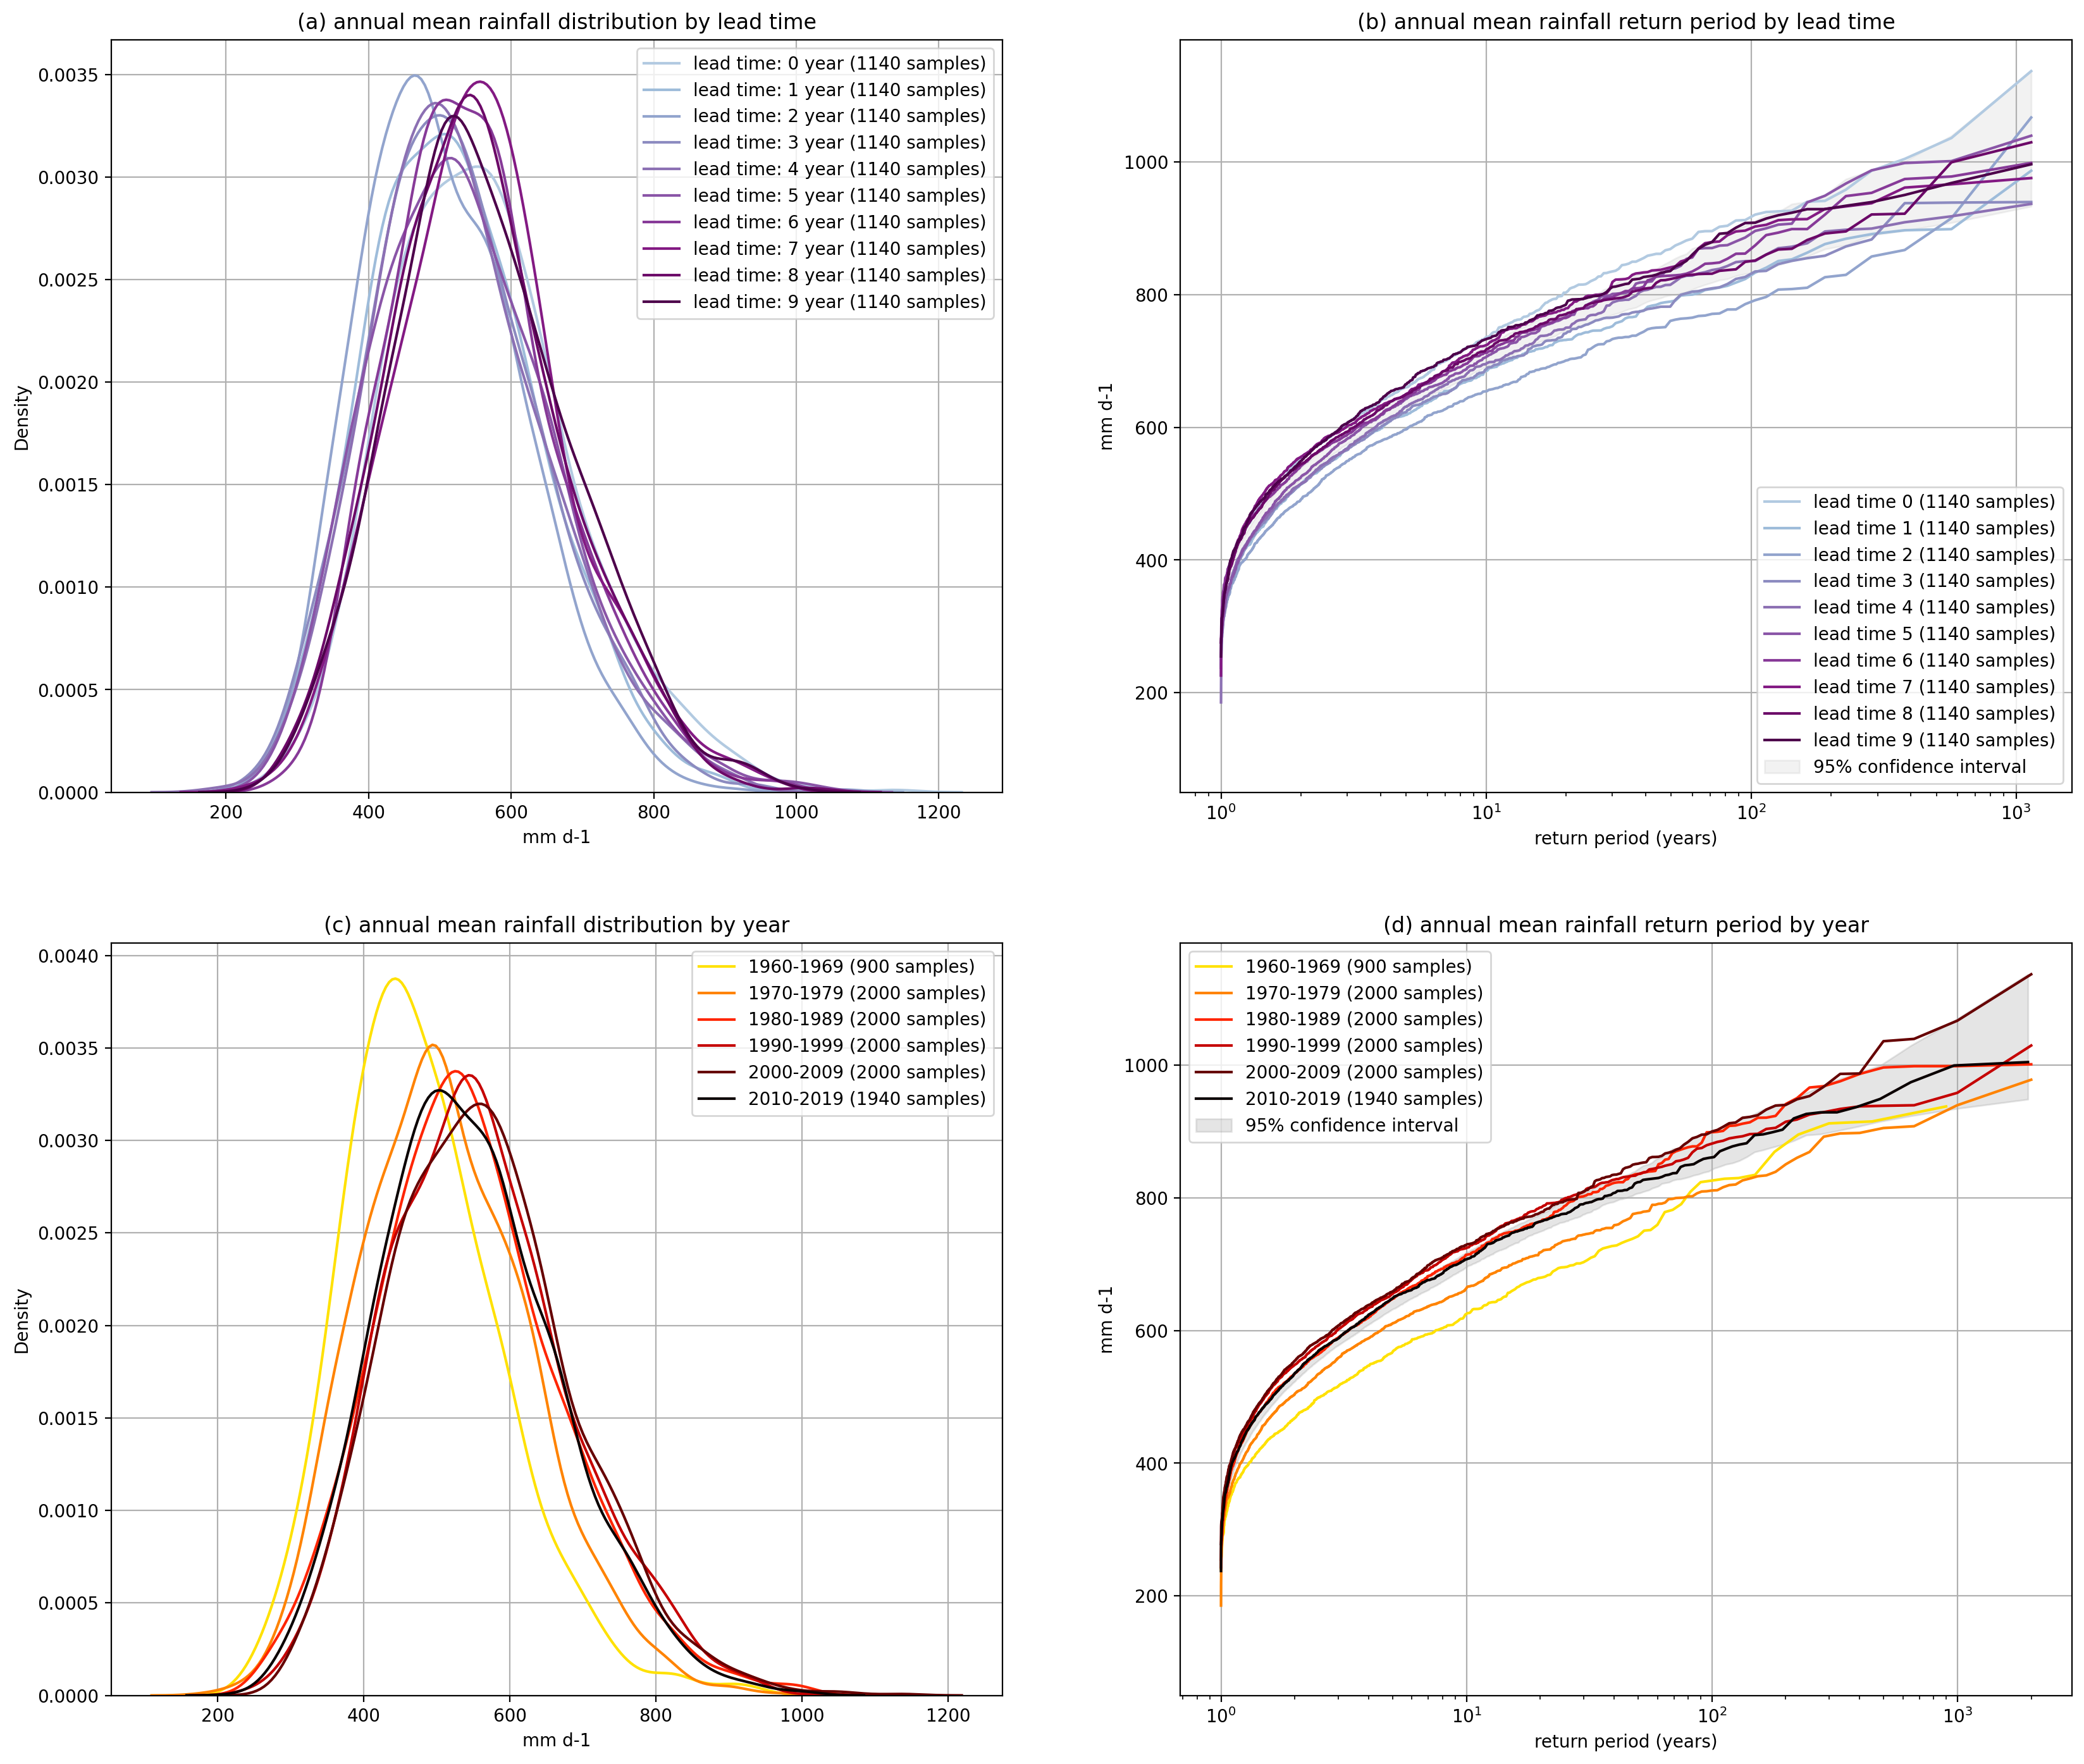 (a) annual mean rainfall distribution by lead time
0.0035
0.0030
0.0025
0.0020
0.0015
0.0010
0.0005
0.0000
Density
200
400
600
800
1000
1200
mm d-1
lead time: 0 year (1140 samples)
lead time: 1 year (1140 samples)
lead time: 2 year (1140 samples)
lead time: 3 year (1140 samples)
lead time: 4 year (1140 samples)
lead time: 5 year (1140 samples)
lead time: 6 year (1140 samples)
lead time: 7 year (1140 samples)
lead time: 8 year (1140 samples)
lead time: 9 year (1140 samples)
(b) annual mean rainfall return period by lead time
1000
800
600
400
200
mm d-1
10⁰
10¹
10²
10³
return period (years)
lead time 0 (1140 samples)
lead time 1 (1140 samples)
lead time 2 (1140 samples)
lead time 3 (1140 samples)
lead time 4 (1140 samples)
lead time 5 (1140 samples)
lead time 6 (1140 samples)
lead time 7 (1140 samples)
lead time 8 (1140 samples)
lead time 9 (1140 samples)
95% confidence interval
(c) annual mean rainfall distribution by year
0.0040
0.0035
0.0030
0.0025
0.0020
0.0015
0.0010
0.0005
0.0000
Density
200
400
600
800
1000
1200
mm d-1
1960-1969 (900 samples)
1970-1979 (2000 samples)
1980-1989 (2000 samples)
1990-1999 (2000 samples)
2000-2009 (2000 samples)
2010-2019 (1940 samples)
(d) annual mean rainfall return period by year
1000
800
600
400
200
mm d-1
10⁰
10¹
10²
10³
return period (years)
1960-1969 (900 samples)
1970-1979 (2000 samples)
1980-1989 (2000 samples)
1990-1999 (2000 samples)
2000-2009 (2000 samples)
2010-2019 (1940 samples)
95% confidence interval